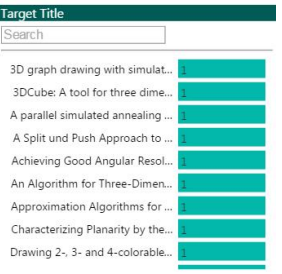 Target Title
Search
3D graph drawing with simulat... 1
3DCube: A tool for three dime... 1
A parallel simulated annealing ... 1
A Split und Push Approach to ... 1
Achieving Good Angular Resol... 1
An Algorithm for Three-Dimen... 1
Approximation Algorithms for ... 1
Characterizing Planarity by the... 1
Drawing 2-, 3- and 4-colorable... 1